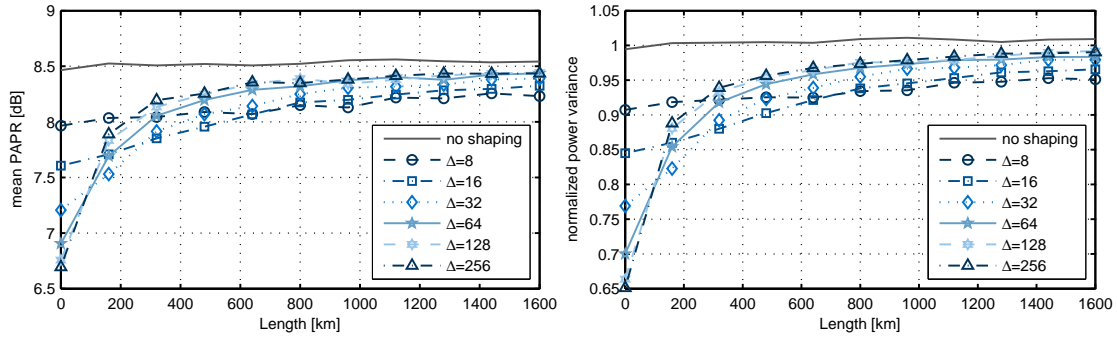 9
8.5
8
7.5
7
6.5
mean PAPR [dB]
0 200 400 600 800 1000 1200 1400 1600
Length [km]
no shaping
Δ=8
Δ=16
Δ=32
Δ=64
Δ=128
Δ=256
1.05
1
0.95
0.9
0.85
0.8
0.75
0.7
0.65
normalized power variance
0 200 400 600 800 1000 1200 1400 1600
Length [km]
no shaping
Δ=8
Δ=16
Δ=32
Δ=64
Δ=128
Δ=256